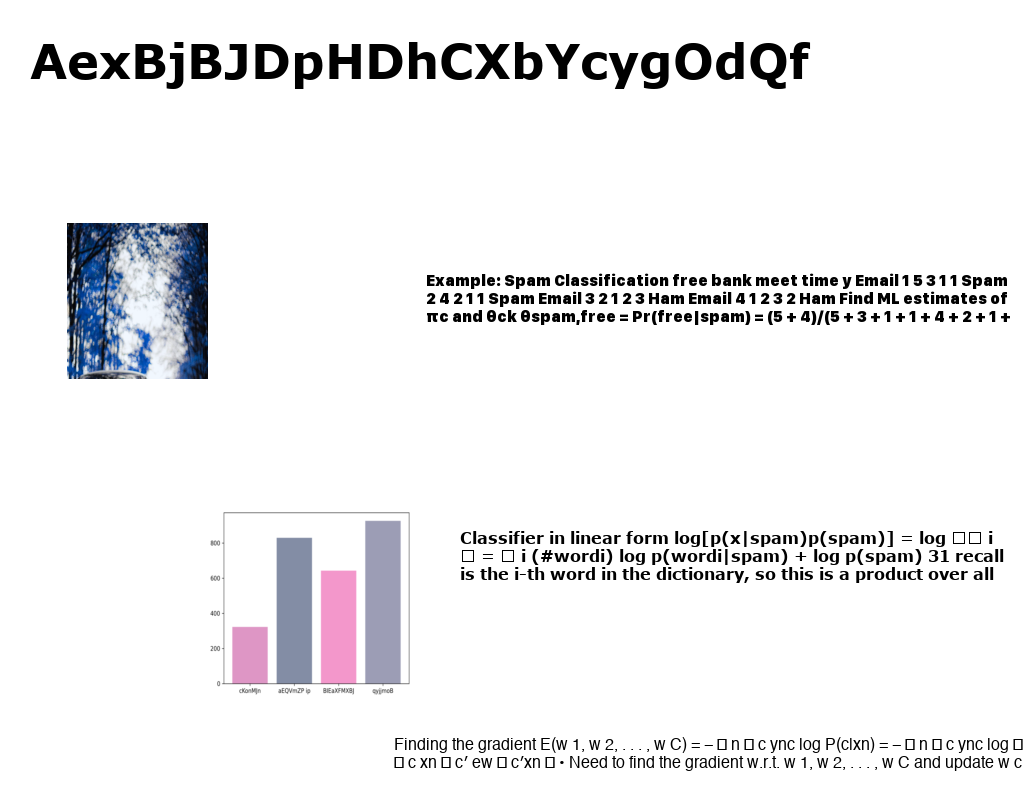 AexBjBJDpHDhCXbYcygOdQf
Example: Spam Classification free bank meet time y Email 1 5 3 1 1 Spam
2 4 2 1 1 Spam Email 3 2 1 2 3 Ham Email 4 1 2 3 2 Ham Find ML estimates of
πc and θck θspam,free = Pr(free|spam) = (5 + 4)/(5 + 3 + 1 + 1 + 4 + 2 + 1 +
Classifier in linear form log[p(x|spam)p(spam)] = log □□ i
□ = □ i (#wordi) log p(wordi|spam) + log p(spam) 31 recall
is the i-th word in the dictionary, so this is a product over all
800
600
400
200
0
cKonMJn aEQVmZP ip BIEaXFMXBJ qyjjmoB
Finding the gradient E(w 1, w 2, . . . , w C) = – □ n □ c ync log P(c|xn) = – □ n □ c ync log □
□ c xn □ c′ ew □ c′xn □ • Need to find the gradient w.r.t. w 1, w 2, . . . , w C and update w c